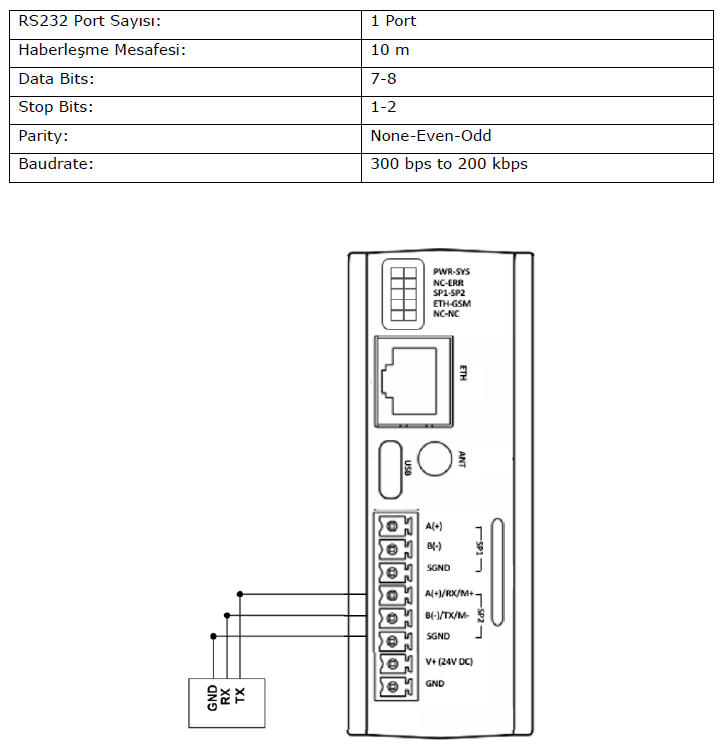 RS232 Port Sayısı: 1 Port
Haberleşme Mesafesi: 10 m
Data Bits: 7-8
Stop Bits: 1-2
Parity: None-Even-Odd
Baudrate: 300 bps to 200 kbps
PWR-SYS
NC-ERR
SP1-SP2
ETH-GSM
NC-NC
ETH
USB
ANT
A(+)
B(-)
SGND
SP1
A(+)/RX/M+
B(-)/TX/M-
SGND
SP2
V+ (24V DC)
GND
GND
RX
TX